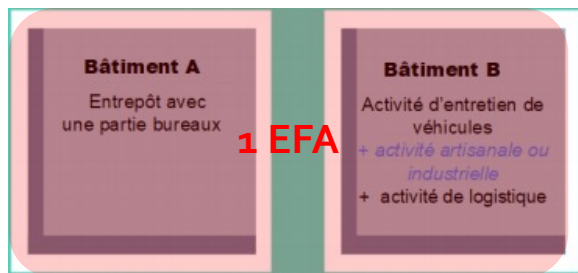 Bâtiment A
Entrepôt avec
une partie bureaux
1 EFA
Bâtiment B
Activité d'entretien de
véhicules
+ activité artisanale ou
industrielle
+ activité de logistique